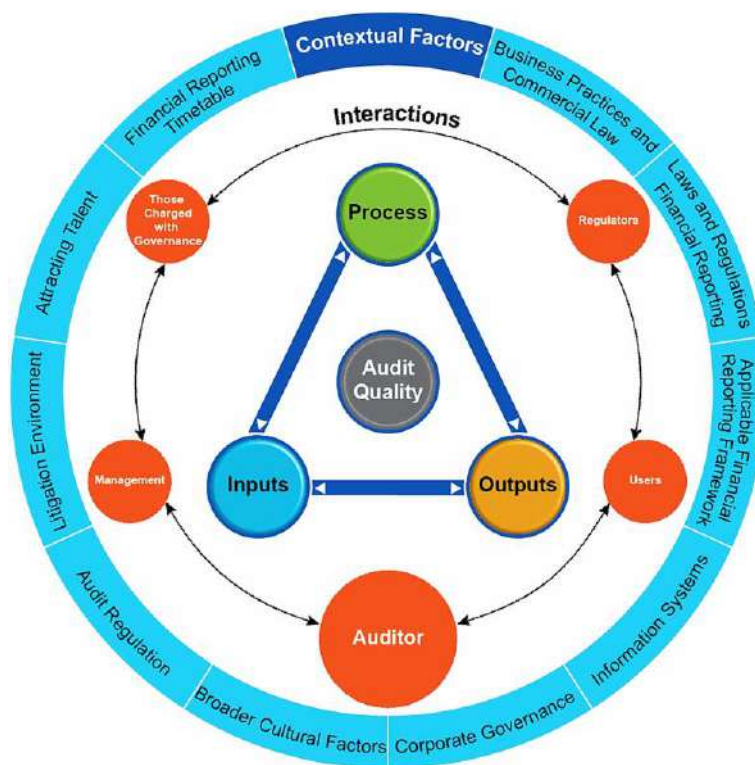 Contextual Factors
Business Practices and
Commercial Law
Laws and Regulations
Financial Reporting
Applicable Financial
Reporting Framework
Information Systems
Corporate Governance
Broader Cultural Factors
Audit Regulation
Litigation Environment
Attracting Talent
Financial Reporting
Timetable
Interactions
Those
Charged
with
Governance
Regulators
Process
Audit
Quality
Management
Inputs
Outputs
Users
Auditor